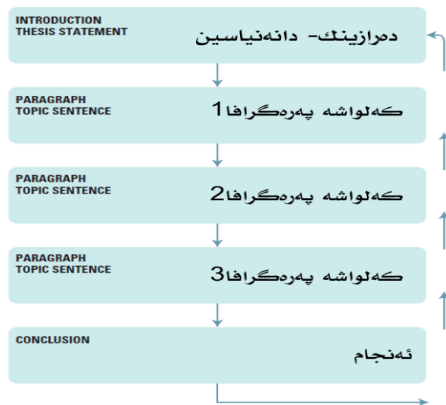 INTRODUCTION
THESIS STATEMENT
دەرازینك- دانەنیاسین
PARAGRAPH
TOPIC SENTENCE
كەلواشە پەرەگرافا1
PARAGRAPH
TOPIC SENTENCE
كەلواشە پەرەگرافا2
PARAGRAPH
TOPIC SENTENCE
كەلواشە پەرەگرافا3
CONCLUSION
ئەنجام